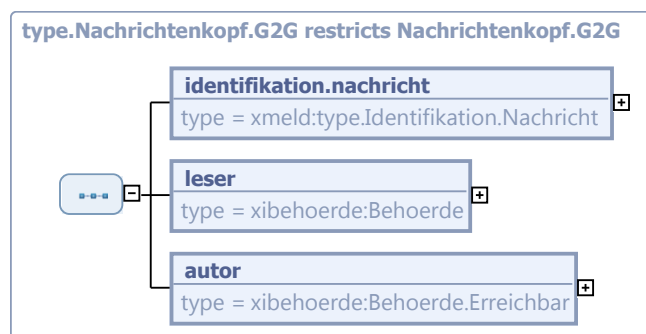 type.Nachrichtenkopf.G2G restricts Nachrichtenkopf.G2G
identifikation.nachricht
type = xmeld:type.Identifikation.Nachricht
leser
type = xibehoerde:Behoerde
autor
type = xibehoerde:Behoerde.Erreichbar